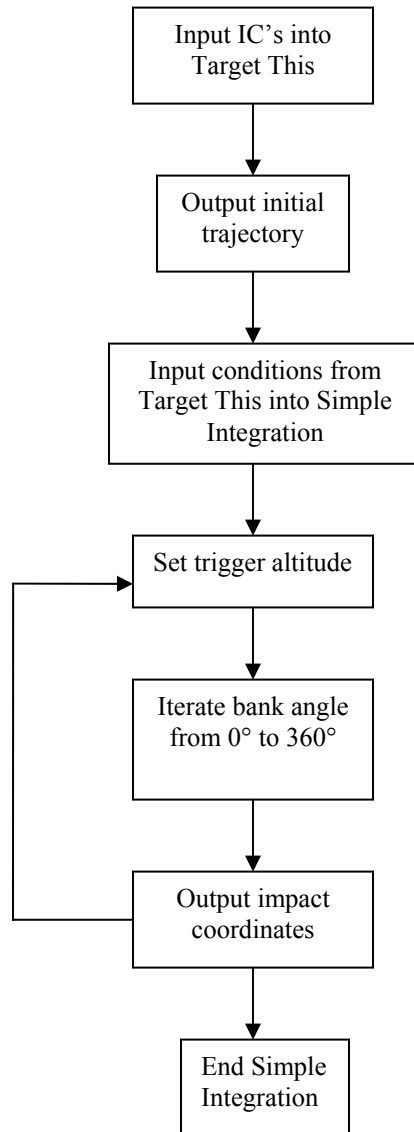 Input IC’s into
Target This
Output initial
trajectory
Input conditions from
Target This into Simple
Integration
Set trigger altitude
Iterate bank angle
from 0° to 360°
Output impact
coordinates
End Simple
Integration